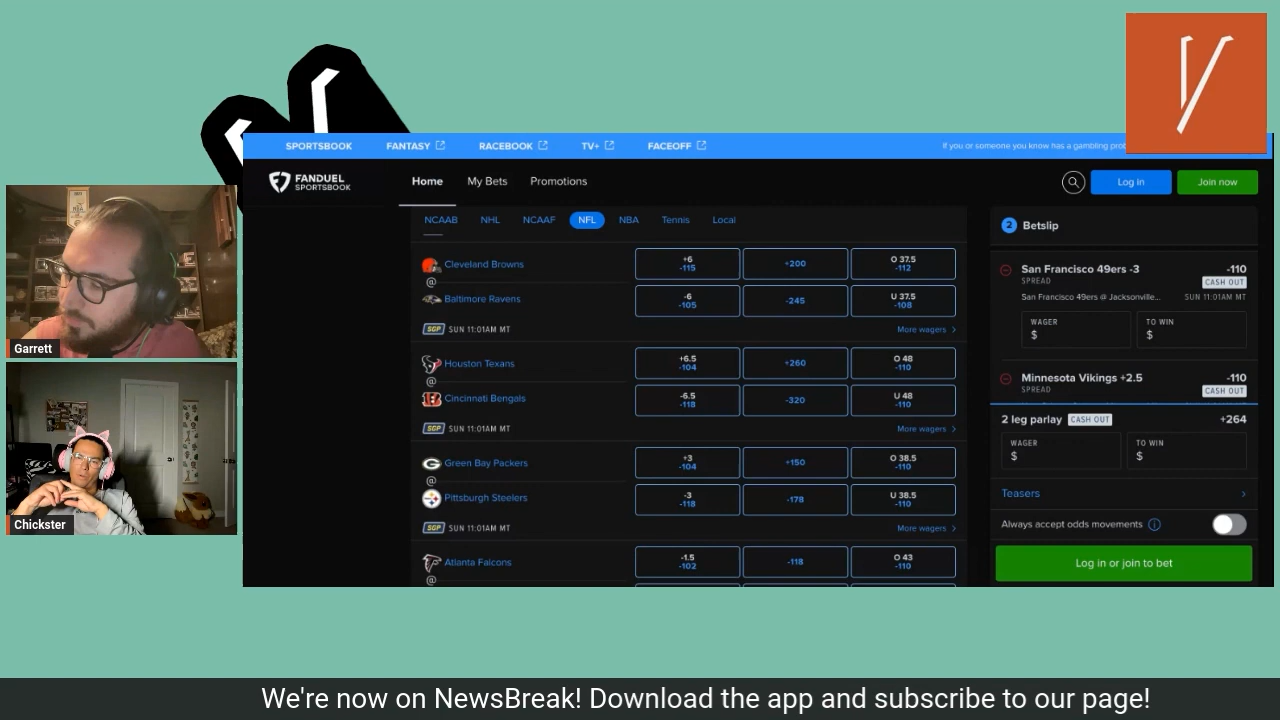 SPORTSBOOK FANTASY RACEBOOK TV+ FACEOFF
If you or someone you know has a gambling
FANDUEL
SPORTSBOOK
Home My Bets Promotions
Log in Join now
NCAAB NHL NCAAF NFL NBA Tennis Local
Cleveland Browns
+6
-115
+200
O 37.5
-112
@
Baltimore Ravens
-6
-105
-245
U 37.5
-108
SGP SUN 11:01AM MT
More wagers >
Houston Texans
+6.5
-104
+260
O 48
-110
@
Cincinnati Bengals
-6.5
-118
-320
U 48
-110
SGP SUN 11:01AM MT
More wagers >
Green Bay Packers
+3
-104
+150
O 38.5
-110
@
Pittsburgh Steelers
-3
-118
-178
U 38.5
-110
SGP SUN 11:01AM MT
More wagers >
Atlanta Falcons
-1.5
-102
-118
O 43
-110
@
2 Betslip
San Francisco 49ers -3 -110
SPREAD CASH OUT
San Francisco 49ers @ Jacksonville... SUN 11:01AM MT
WAGER TO WIN
$ $
Minnesota Vikings +2.5 -110
SPREAD CASH OUT
2 leg parlay CASH OUT +264
WAGER TO WIN
$ $
Teasers >
Always accept odds movements
Log in or join to bet
Garrett
Chickster
We're now on NewsBreak! Download the app and subscribe to our page!